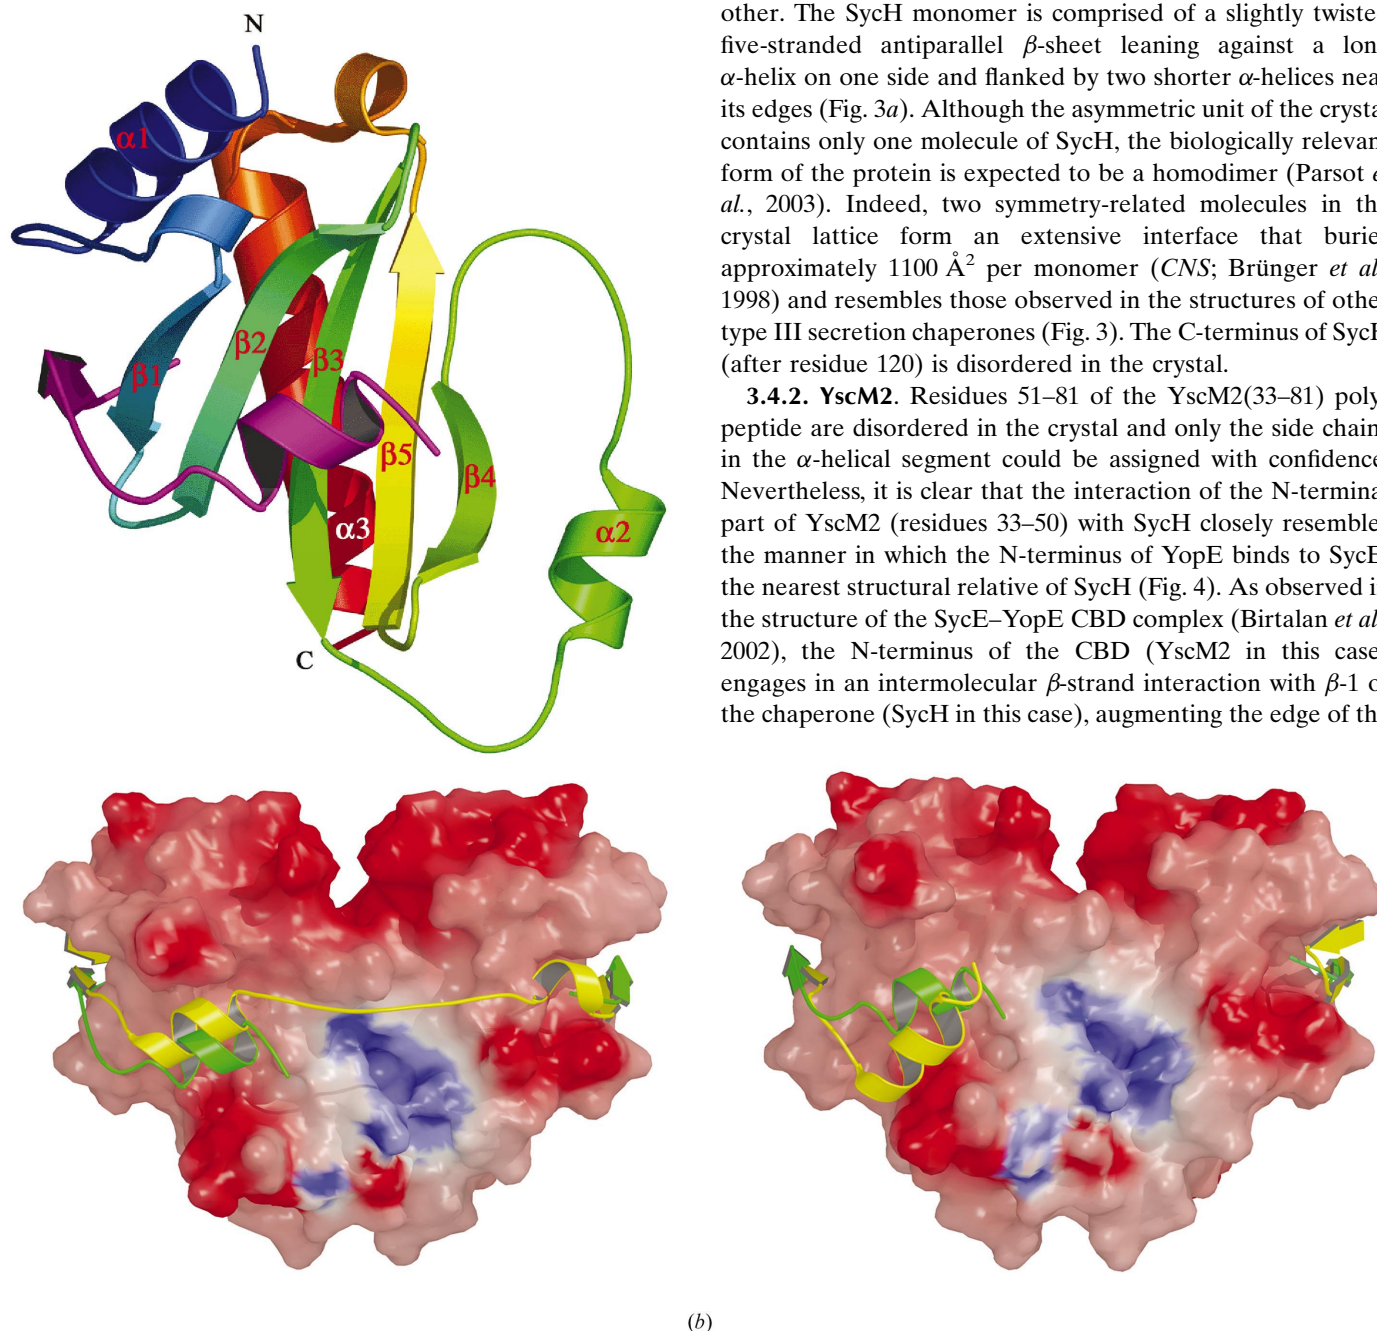 N
α1
β2
β3
β1
β5
β4
α3
α2
C
other. The SycH monomer is comprised of a slightly twiste
five-stranded antiparallel β-sheet leaning against a lon
α-helix on one side and flanked by two shorter α-helices nea
its edges (Fig. 3a). Although the asymmetric unit of the crysta
contains only one molecule of SycH, the biologically relevan
form of the protein is expected to be a homodimer (Parsot e
al., 2003). Indeed, two symmetry-related molecules in th
crystal lattice form an extensive interface that burie
approximately 1100 Å² per monomer (CNS; Brünger et al
1998) and resembles those observed in the structures of othe
type III secretion chaperones (Fig. 3). The C-terminus of SycH
(after residue 120) is disordered in the crystal.
3.4.2. YscM2. Residues 51–81 of the YscM2(33–81) poly
peptide are disordered in the crystal and only the side chain
in the α-helical segment could be assigned with confidence
Nevertheless, it is clear that the interaction of the N-termina
part of YscM2 (residues 33–50) with SycH closely resemble
the manner in which the N-terminus of YopE binds to SycE
the nearest structural relative of SycH (Fig. 4). As observed i
the structure of the SycE–YopE CBD complex (Birtalan et al
2002), the N-terminus of the CBD (YscM2 in this case
engages in an intermolecular β-strand interaction with β-1 o
the chaperone (SycH in this case), augmenting the edge of th
(b)